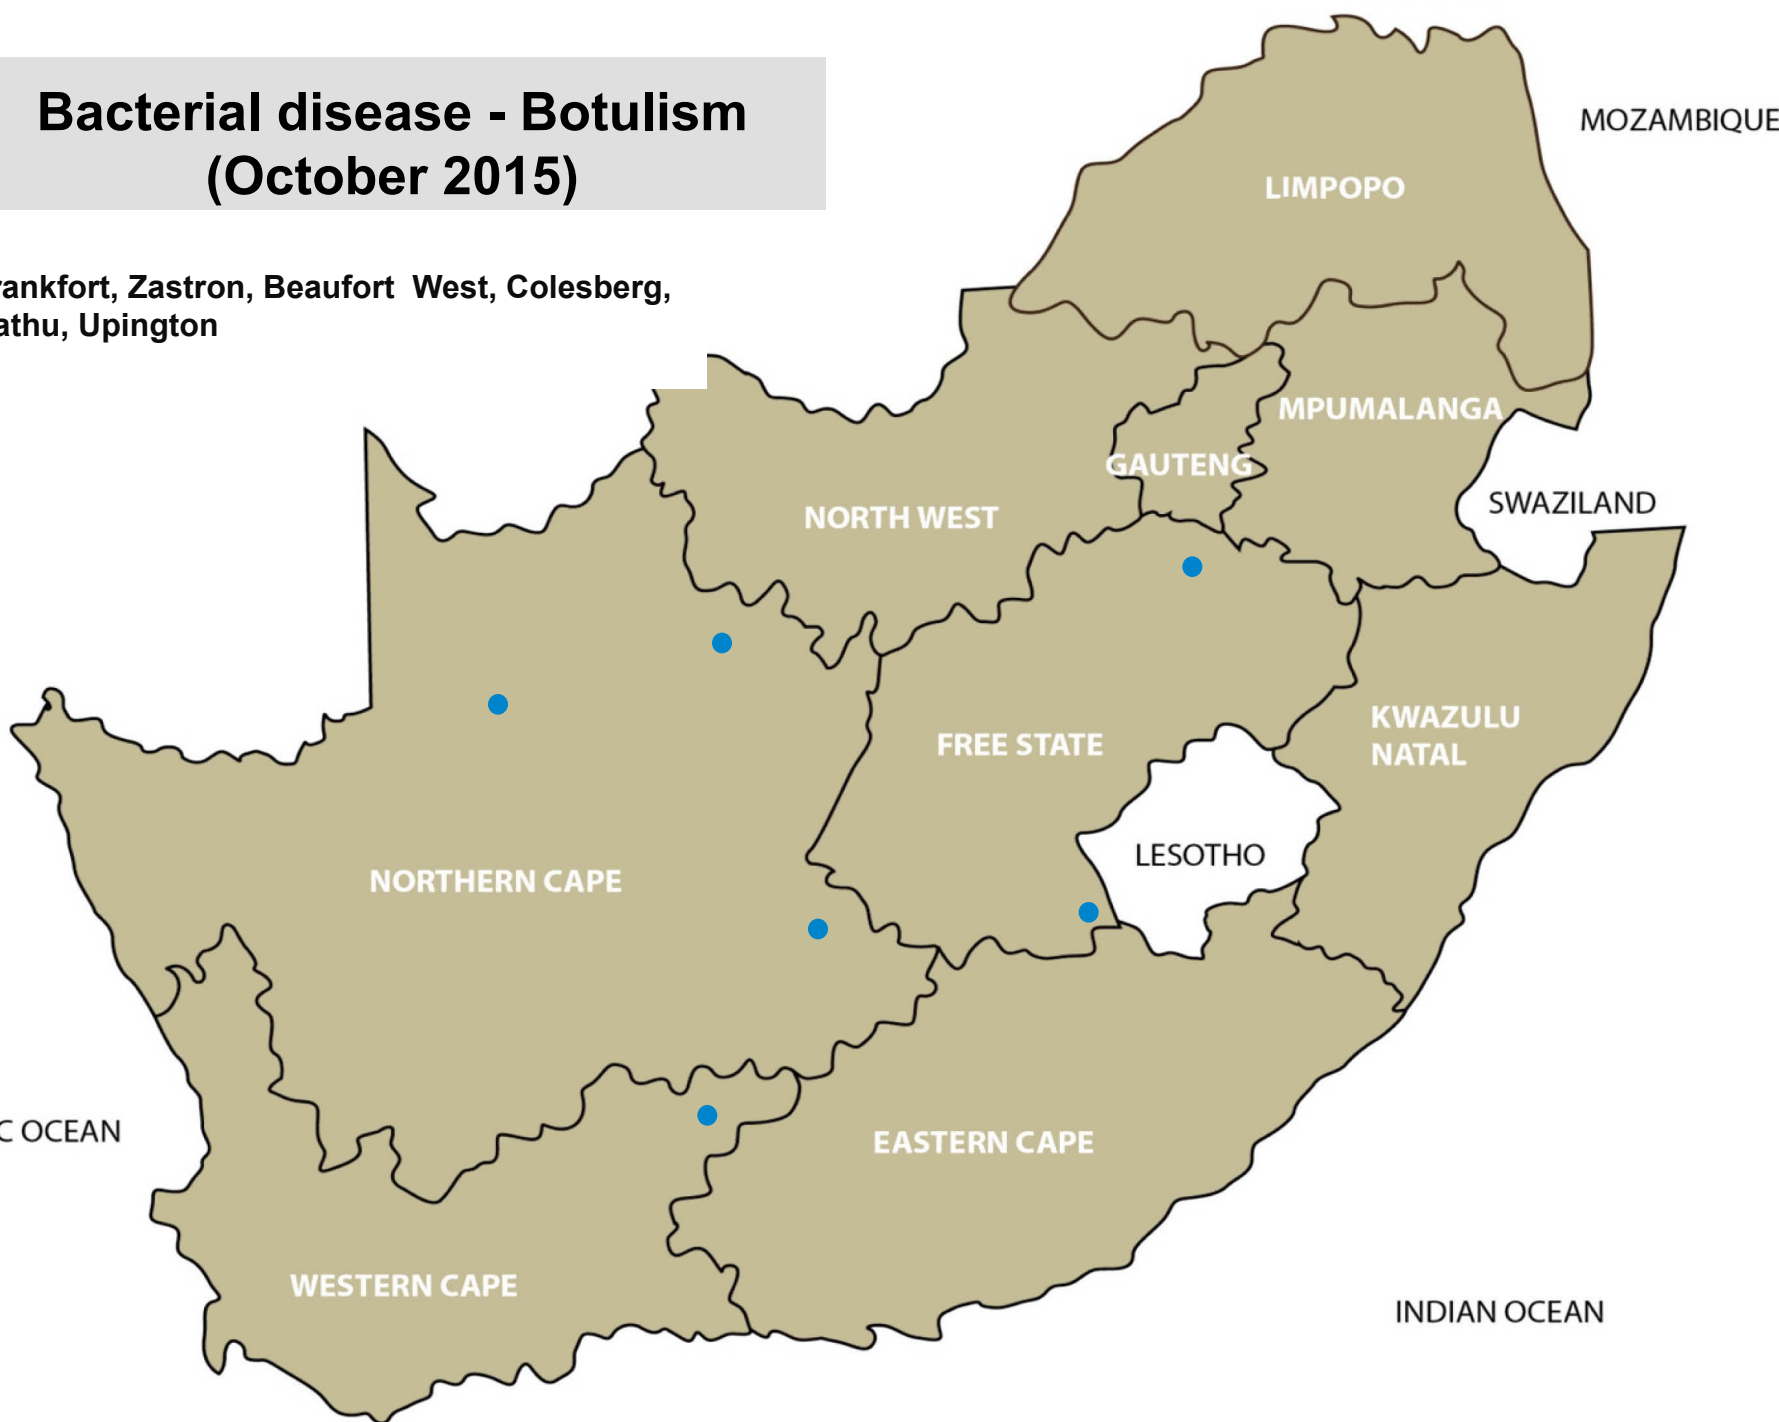 Bacterial disease - Botulism
(October 2015)
rankfort, Zastron, Beaufort West, Colesberg,
athu, Upington
MOZAMBIQUE
LIMPOPO
MPUMALANGA
GAUTENG
NORTH WEST
SWAZILAND
KWAZULU
NATAL
FREE STATE
LESOTHO
NORTHERN CAPE
C OCEAN
EASTERN CAPE
WESTERN CAPE
INDIAN OCEAN